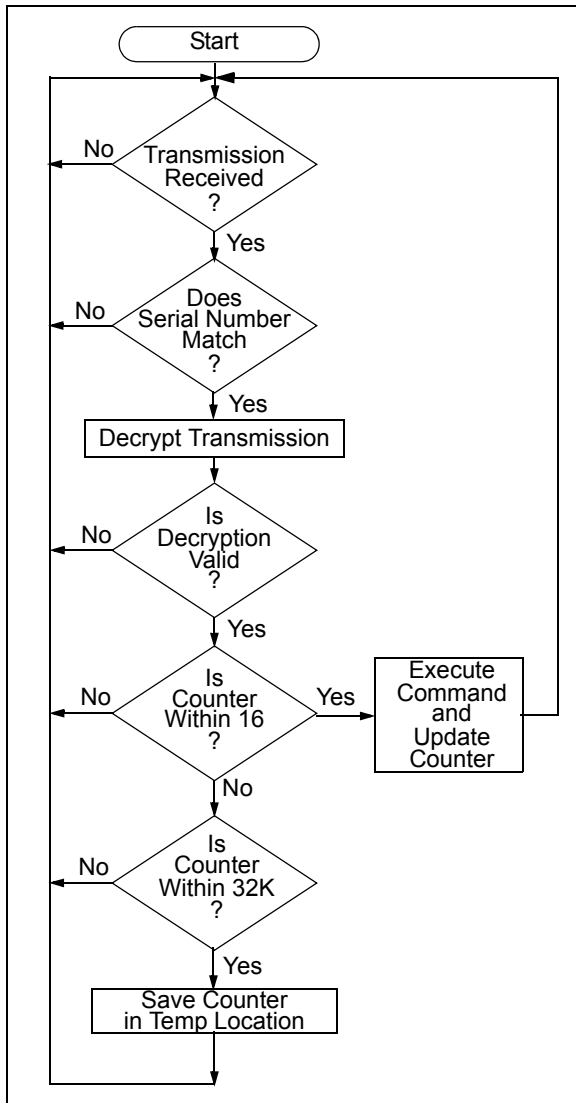 Start
No
Transmission
Received
?
Yes
No
Does
Serial Number
Match
?
Yes
Decrypt Transmission
No
Is
Decryption
Valid
?
Yes
No
Is
Counter
Within 16
?
Yes
Execute
Command
and
Update
Counter
No
No
Is
Counter
Within 32K
?
Yes
Save Counter
in Temp Location